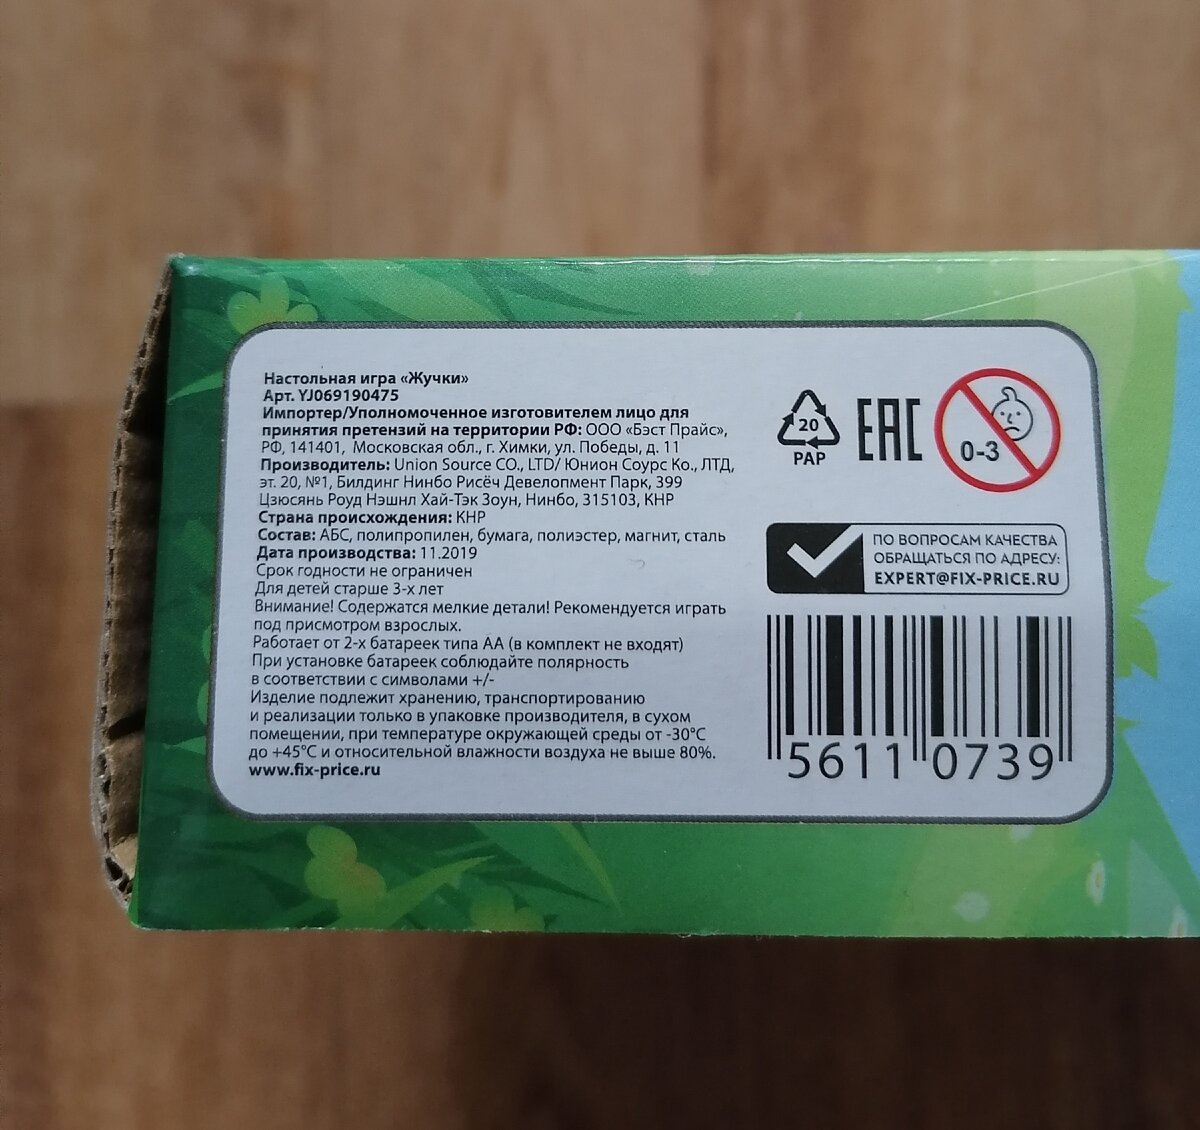 Настольная игра «Жучки»
Арт. YJ069190475
Импортер/Уполномоченное изготовителем лицо для
принятия претензий на территории РФ: ООО «Бэст Прайс»,
РФ, 141401, Московская обл., г. Химки, ул. Победы, д. 11
Производитель: Union Source CO., LTD/ Юнион Соурс Ко., ЛТД,
эт. 20, №1, Билдинг Нинбо Рисёч Девелопмент Парк, 399
Цзюсянь Роуд Нэшнл Хай-Тэк Зоун, Нинбо, 315103, КНР
Страна происхождения: КНР
Состав: АБС, полипропилен, бумага, полиэстер, магнит, сталь
Дата производства: 11.2019
Срок годности не ограничен
Для детей старше 3-х лет
Внимание! Содержатся мелкие детали! Рекомендуется играть
под присмотром взрослых.
Работает от 2-х батареек типа АА (в комплект не входят)
При установке батареек соблюдайте полярность
в соответствии с символами +/-
Изделие подлежит хранению, транспортированию
и реализации только в упаковке производителя, в сухом
помещении, при температуре окружающей среды от -30°С
до +45°С и относительной влажности воздуха не выше 80%.
www.fix-price.ru
20
PAP
EAC
0-3
ПО ВОПРОСАМ КАЧЕСТВА
ОБРАЩАТЬСЯ ПО АДРЕСУ:
EXPERT@FIX-PRICE.RU
5611 0739